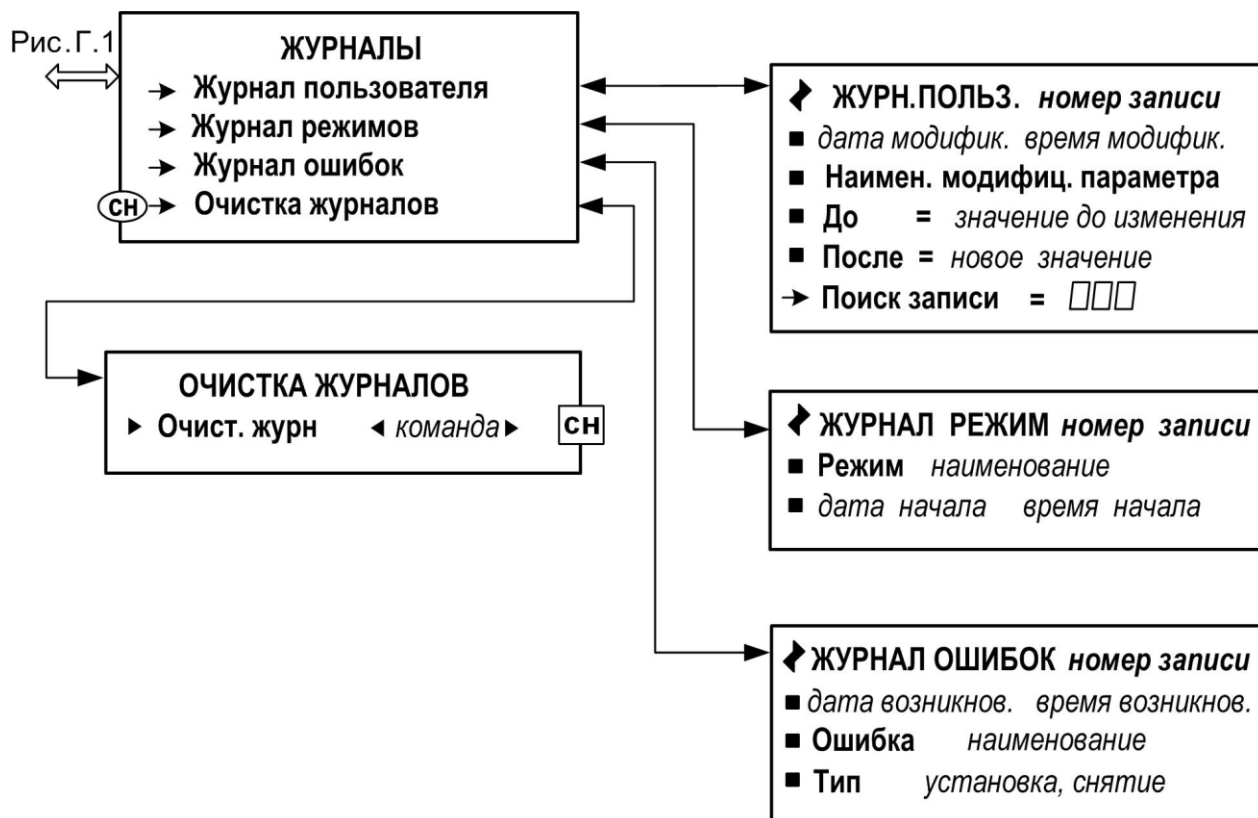 Рис.Г.1
ЖУРНАЛЫ
Журнал пользователя
Журнал режимов
Журнал ошибок
СН Очистка журналов
ОЧИСТКА ЖУРНАЛОВ
Очист. журн команда СН
ЖУРН.ПОЛЬЗ. номер записи
дата модифик. время модифик.
Наимен. модифиц. параметра
До = значение до изменения
После = новое значение
Поиск записи =
ЖУРНАЛ РЕЖИМ номер записи
Режим наименование
дата начала время начала
ЖУРНАЛ ОШИБОК номер записи
дата возникнов. время возникнов.
Ошибка наименование
Тип установка, снятие